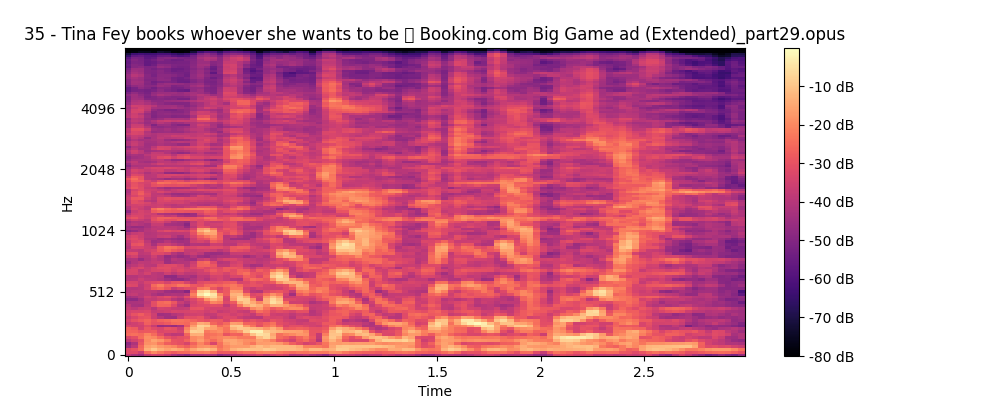 35 - Tina Fey books whoever she wants to be ▯ Booking.com Big Game ad (Extended)_part29.opus
4096
2048
1024
512
0
Hz
0
0.5
1
1.5
2
2.5
Time
-10 dB
-20 dB
-30 dB
-40 dB
-50 dB
-60 dB
-70 dB
-80 dB